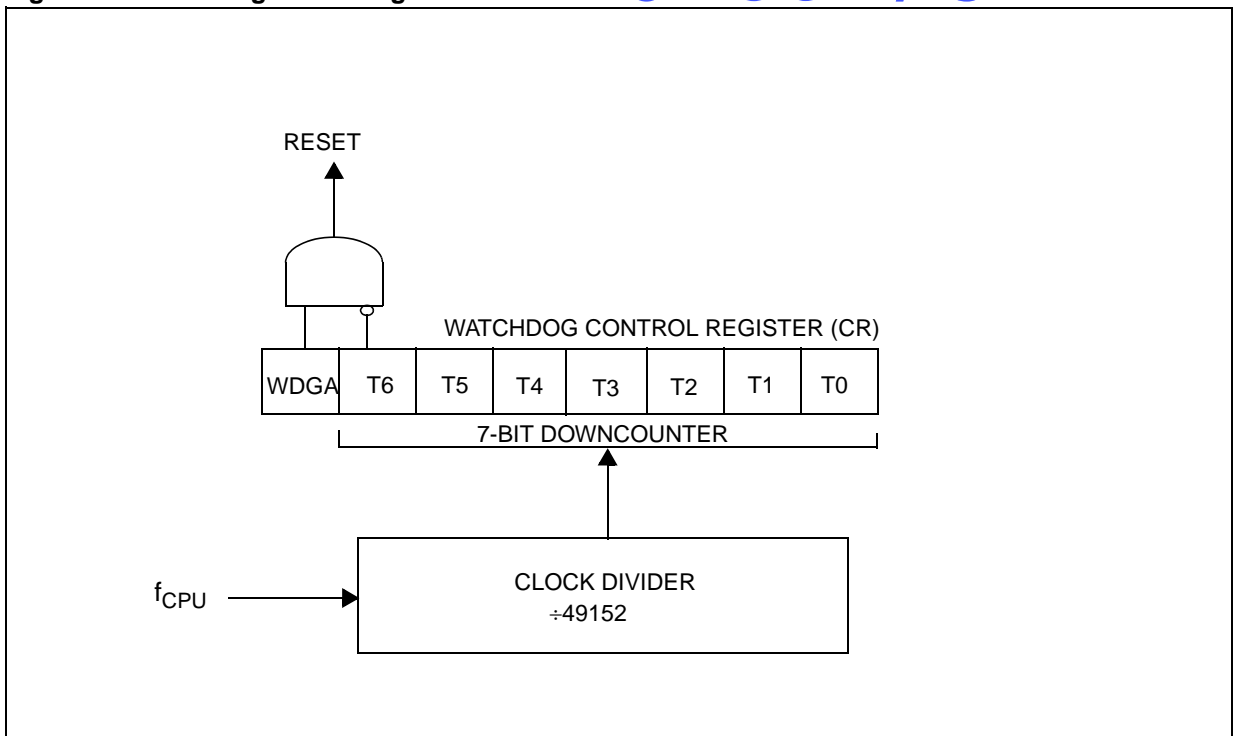 RESET
WATCHDOG CONTROL REGISTER (CR)
WDGA T6 T5 T4 T3 T2 T1 T0
7-BIT DOWNCOUNTER
fCPU
CLOCK DIVIDER
÷49152